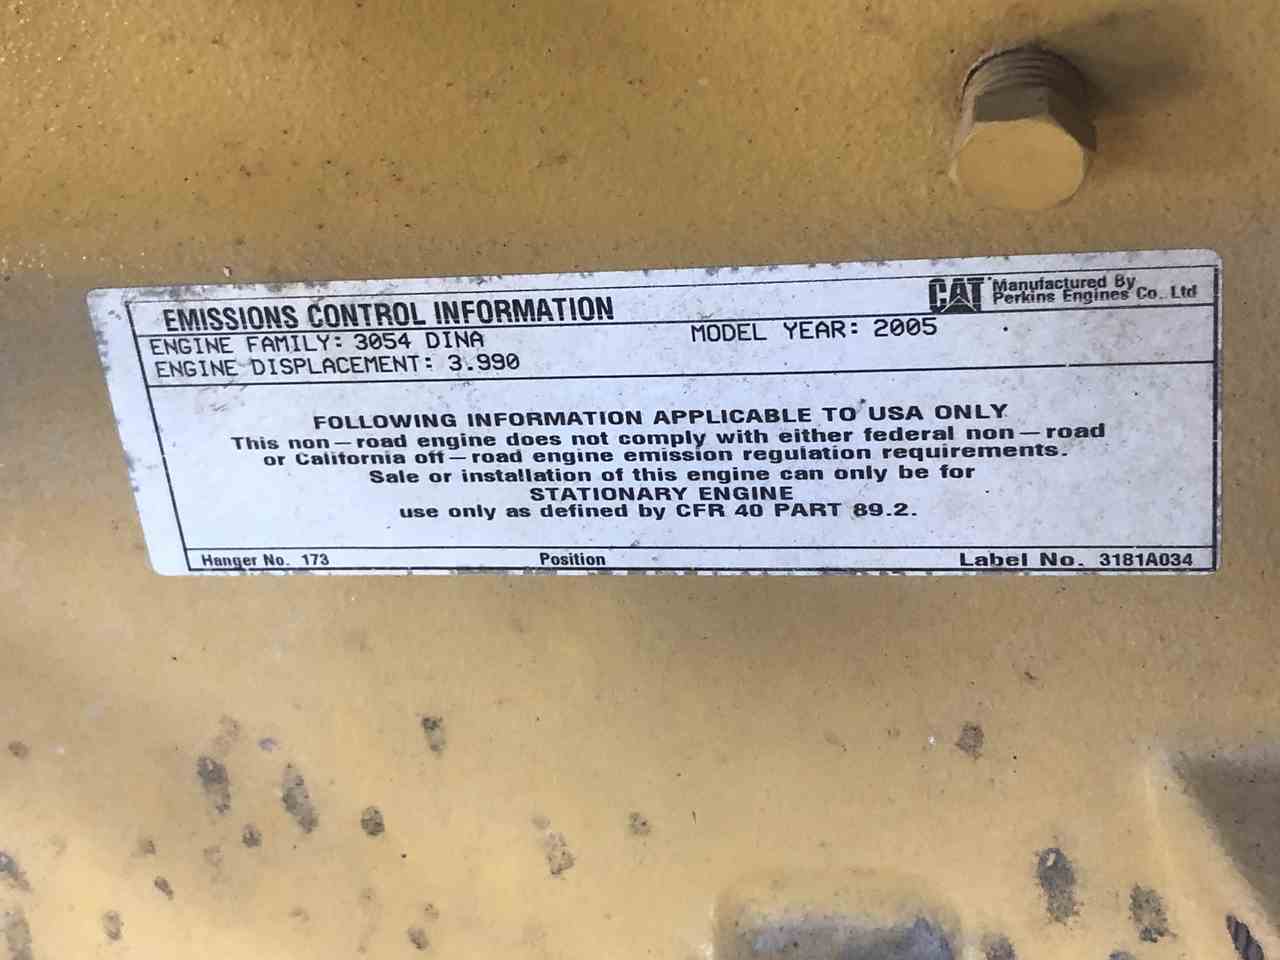 EMISSIONS CONTROL INFORMATION
CAT Manufactured By
Perkins Engines Co. Ltd
ENGINE FAMILY: 3054 DINA MODEL YEAR: 2005
ENGINE DISPLACEMENT: 3.990
FOLLOWING INFORMATION APPLICABLE TO USA ONLY
This non-road engine does not comply with either federal non-road
or California off-road engine emission regulation requirements.
Sale or installation of this engine can only be for
STATIONARY ENGINE
use only as defined by CFR 40 PART 89.2.
Hanger No. 173 Position Label No. 3181A034